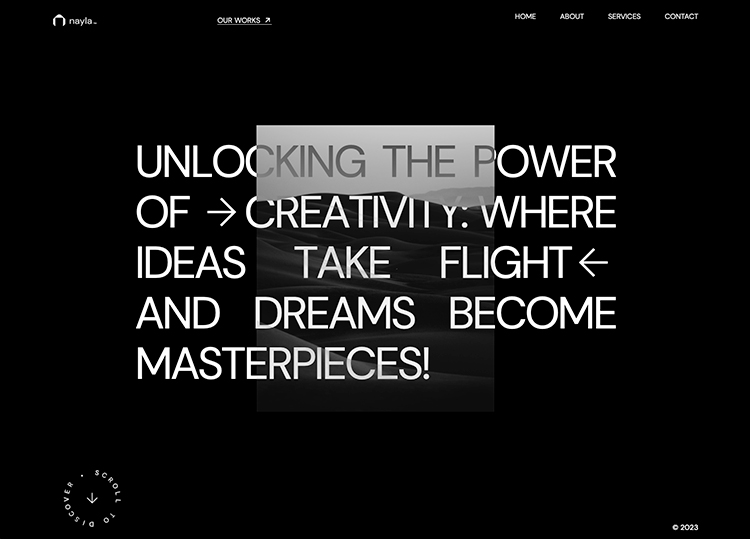 nayla
OUR WORKS ↗
HOME ABOUT SERVICES CONTACT
UNLOCKING THE POWER
OF → CREATIVITY: WHERE
IDEAS TAKE FLIGHT ←
AND DREAMS BECOME
MASTERPIECES!
SCROLL TO DISCOVER •
© 2023